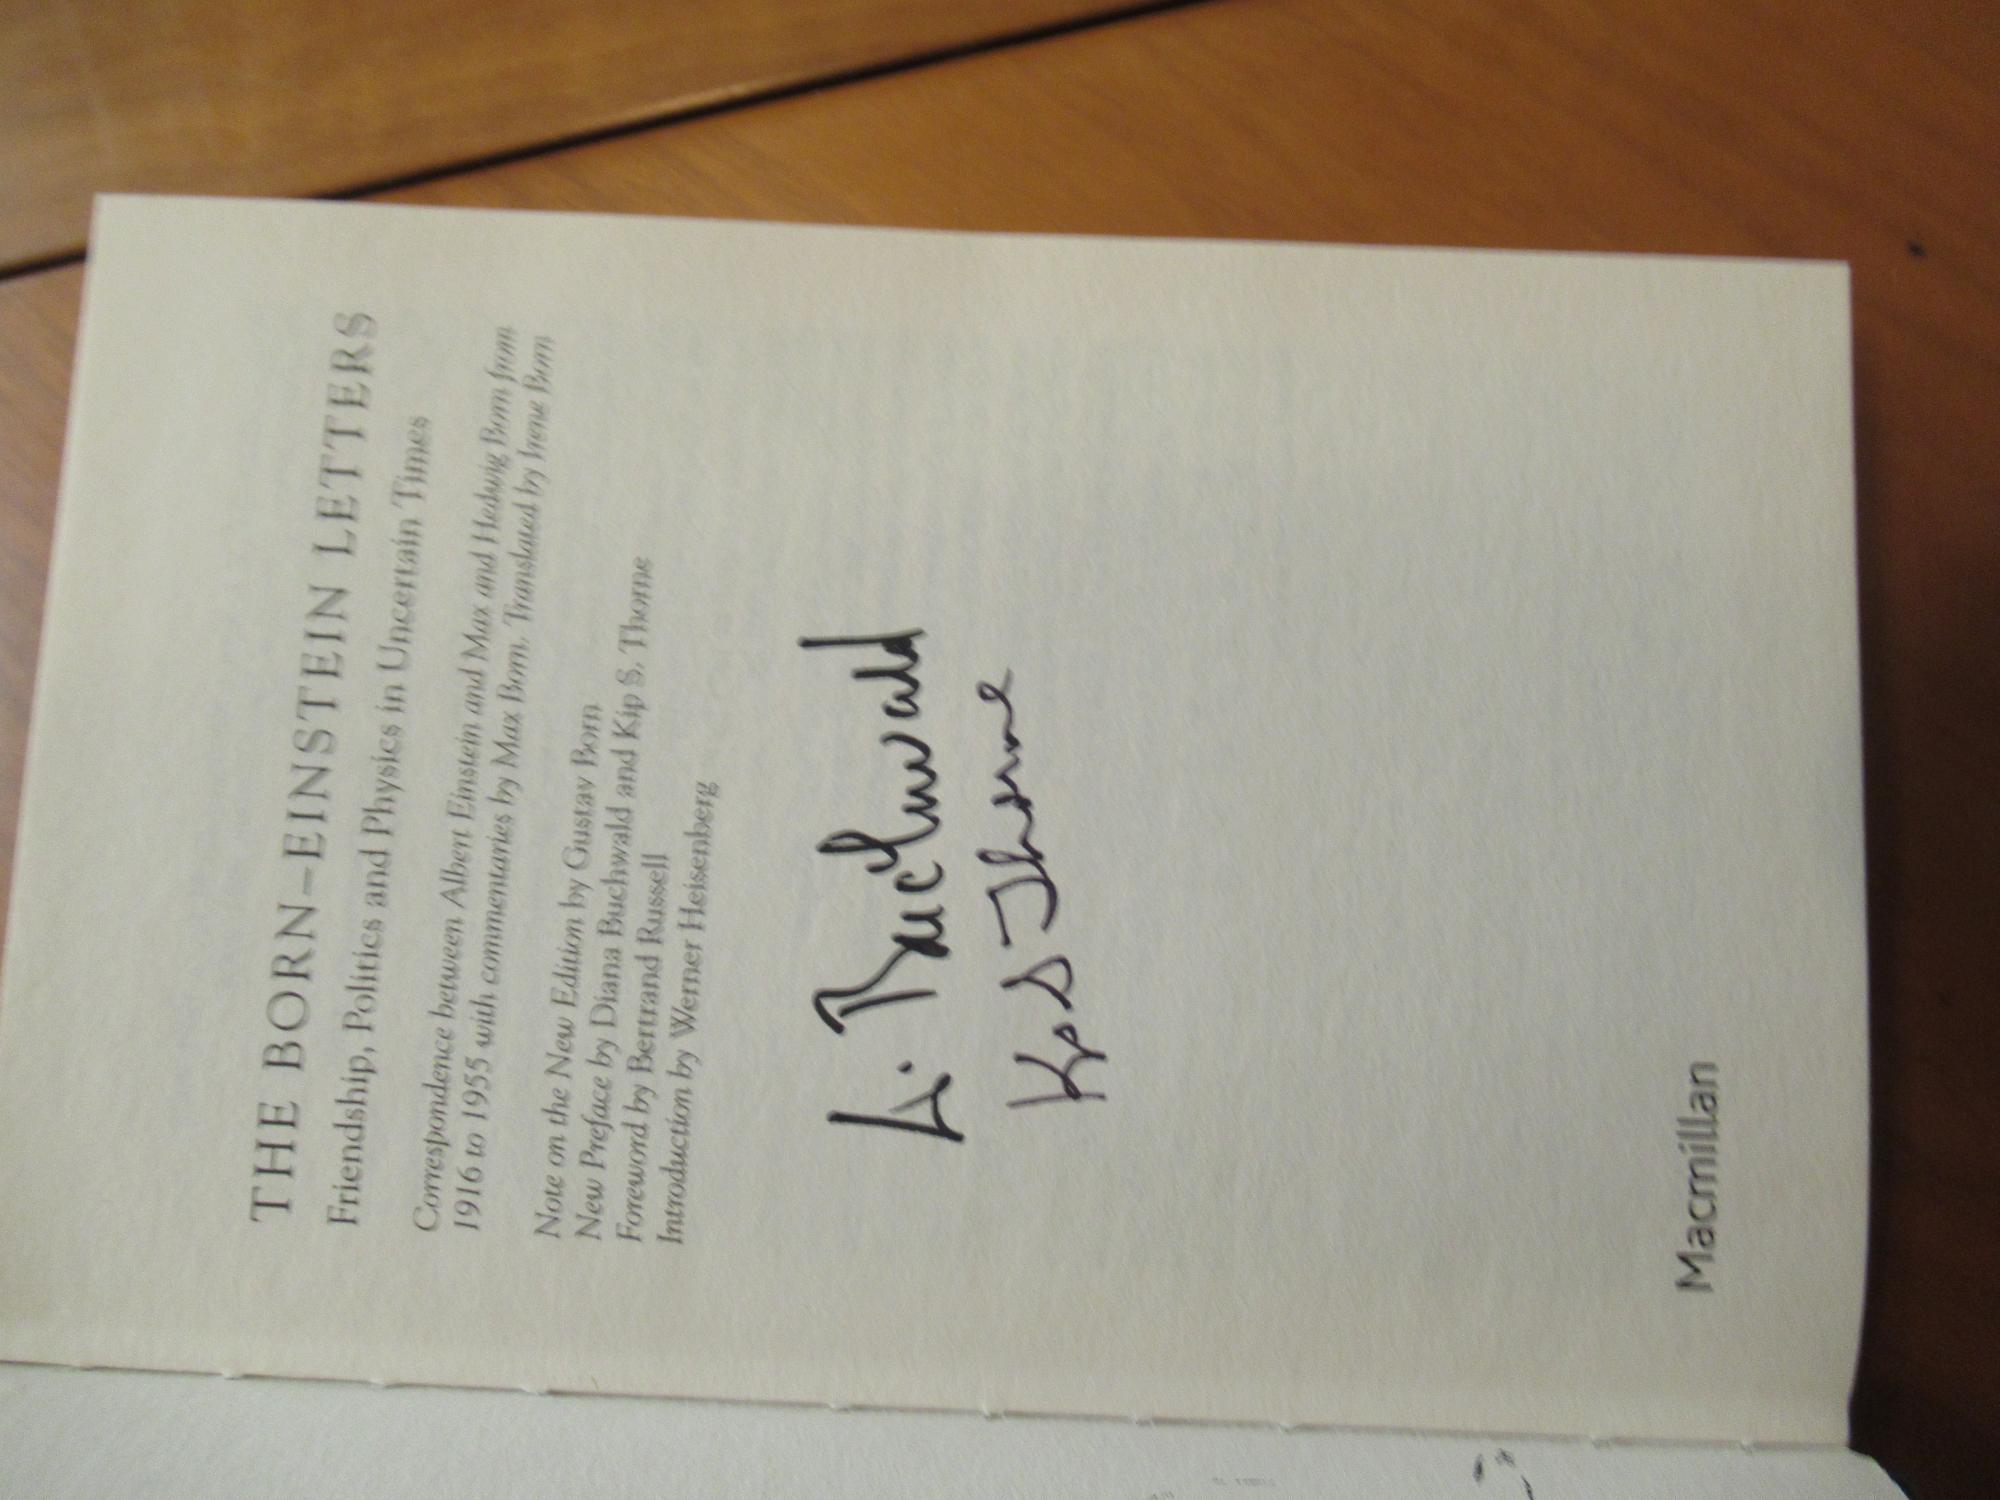 THE BORN–EINSTEIN LETTERS
Friendship, Politics and Physics in Uncertain Times
Correspondence between Albert Einstein and Max and Hedwig Born from
1916 to 1955 with commentaries by Max Born. Translated by Irene Born
Note on the New Edition by Gustav Born
New Preface by Diana Buchwald and Kip S. Thorne
Foreword by Bertrand Russell
Introduction by Werner Heisenberg
D. Buchwald
Kip S Thorne
Macmillan